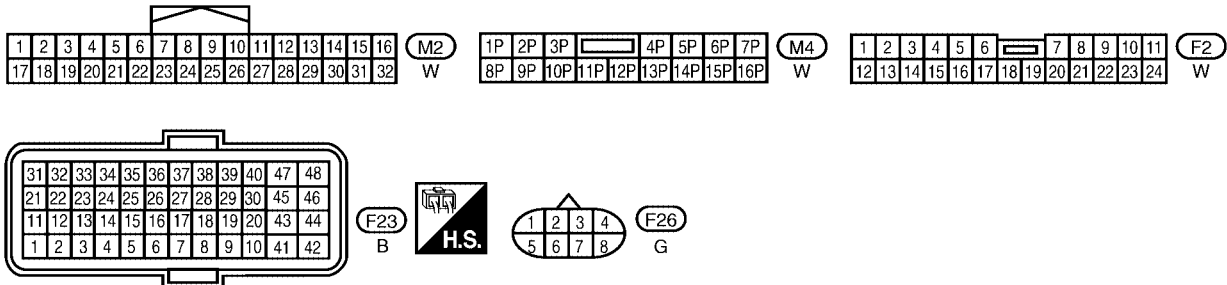 1 2 3 4 5 6 7 8 9 10 11 12 13 14 15 16
17 18 19 20 21 22 23 24 25 26 27 28 29 30 31 32
M2
W
1P 2P 3P 4P 5P 6P 7P
8P 9P 10P 11P 12P 13P 14P 15P 16P
M4
W
1 2 3 4 5 6 7 8 9 10 11
12 13 14 15 16 17 18 19 20 21 22 23 24
F2
W
31 32 33 34 35 36 37 38 39 40 47 48
21 22 23 24 25 26 27 28 29 30 45 46
11 12 13 14 15 16 17 18 19 20 43 44
1 2 3 4 5 6 7 8 9 10 41 42
F23
B
H.S.
1 2 3 4
5 6 7 8
F26
G